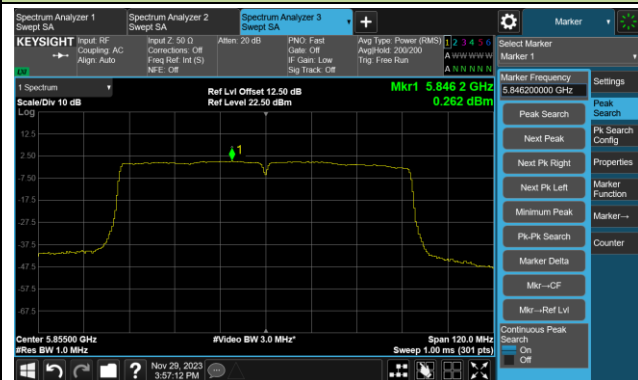 Spectrum Analyzer 1
Swept SA
Spectrum Analyzer 2
Swept SA
Spectrum Analyzer 3
Swept SA
+
Marker
KEYSIGHT
Input: RF
Coupling: AC
Align: Auto
Input Z: 50 Ω
Corrections: Off
Freq Ref: Int (S)
NFE: Off
Atten: 20 dB
PNO: Fast
Gate: Off
IF Gain: Low
Sig Track: Off
Avg Type: Power (RMS)
Avg|Hold: 200/200
Trig: Free Run
1 2 3 4 5 6
A W W W W W
A N N N N N
LXI
Select Marker
Marker 1
1 Spectrum
Scale/Div 10 dB
Log
Ref Lvl Offset 12.50 dB
Ref Level 22.50 dBm
Mkr1 5.846 2 GHz
0.262 dBm
12.5
2.50
-7.50
-17.5
-27.5
-37.5
-47.5
-57.5
-67.5
1
Center 5.85500 GHz
#Res BW 1.0 MHz
#Video BW 3.0 MHz*
Span 120.0 MHz
Sweep 1.00 ms (301 pts)
Marker Frequency
5.846200000 GHz
Peak Search
Next Peak
Next Pk Right
Next Pk Left
Minimum Peak
Pk-Pk Search
Marker Delta
Mkr→CF
Mkr→Ref Lvl
Continuous Peak
Search
On
Off
Settings
Peak
Search
Pk Search
Config
Properties
Marker
Function
Marker→
Counter
?
Nov 29, 2023
3:57:12 PM